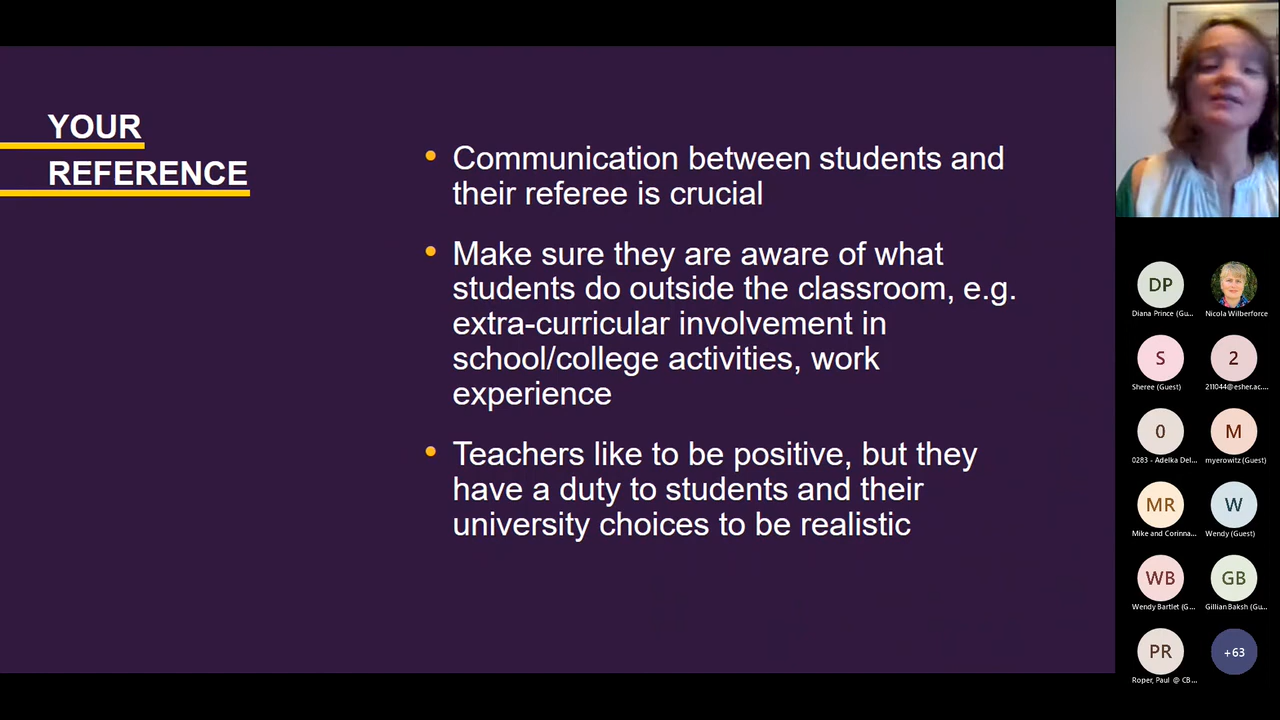 YOUR
REFERENCE
• Communication between students and
their referee is crucial
• Make sure they are aware of what
students do outside the classroom, e.g.
extra-curricular involvement in
school/college activities, work
experience
• Teachers like to be positive, but they
have a duty to students and their
university choices to be realistic
DP
Diana Prince (Gu...
Nicola Wilberforce
S
Sheree (Guest)
2
211044@esher.ac....
0
0283 - Adelka Del...
M
myerowitz (Guest)
MR
Mike and Corinna...
W
Wendy (Guest)
WB
Wendy Bartlet (G...
GB
Gillian Baksh (Gu...
PR
Roper, Paul @ CB...
+63